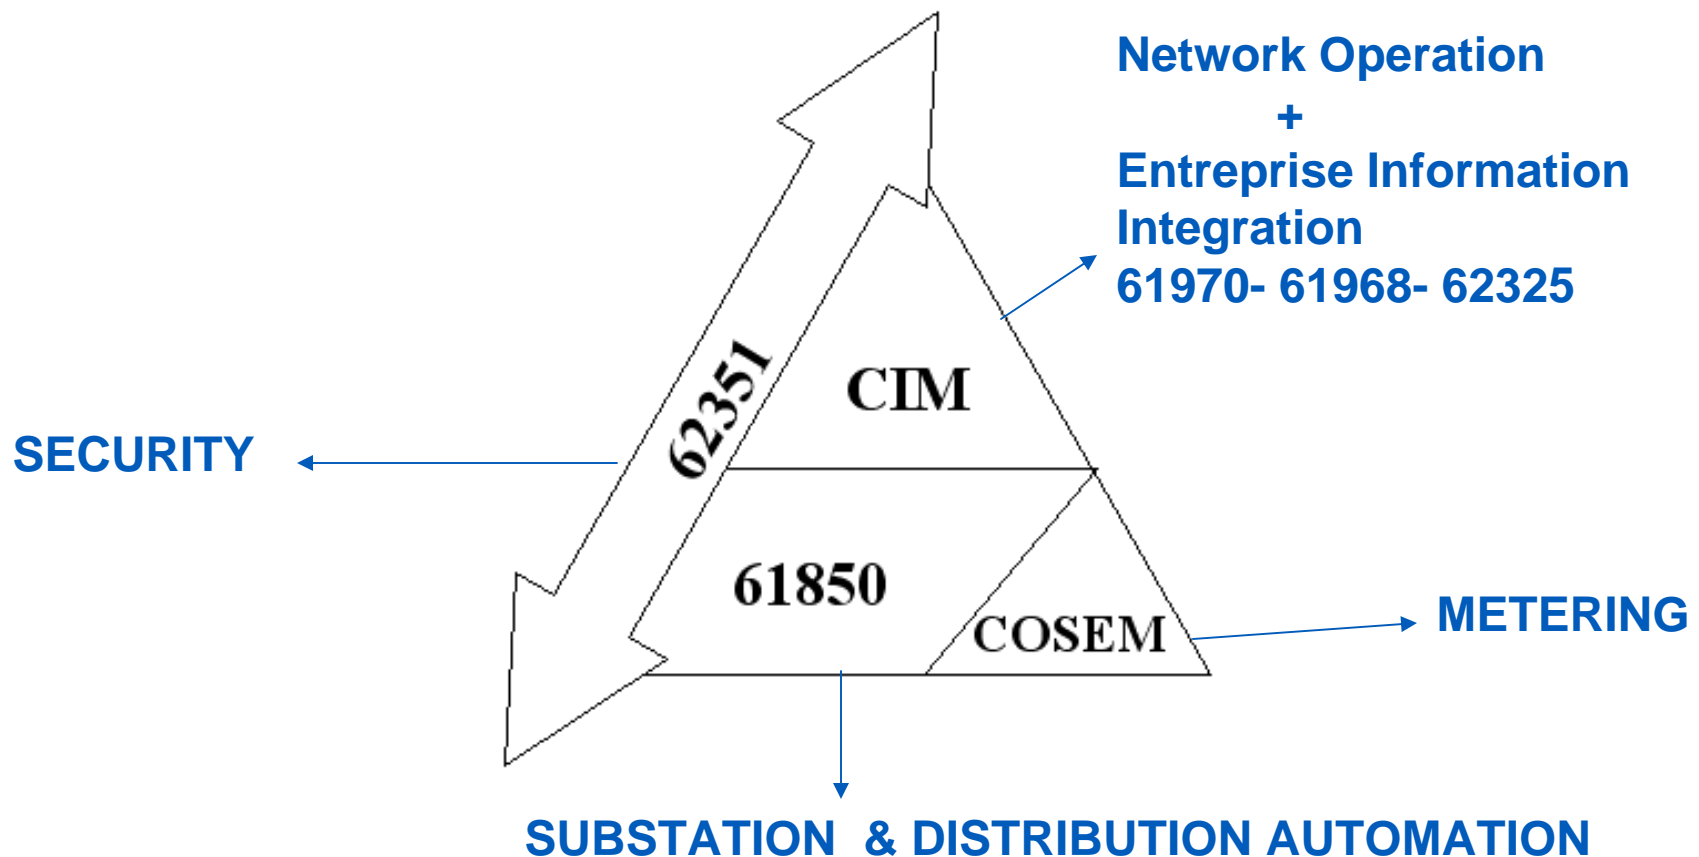 Network Operation
+
Entreprise Information
Integration
61970- 61968- 62325
62351
CIM
SECURITY
61850
COSEM
METERING
SUBSTATION & DISTRIBUTION AUTOMATION